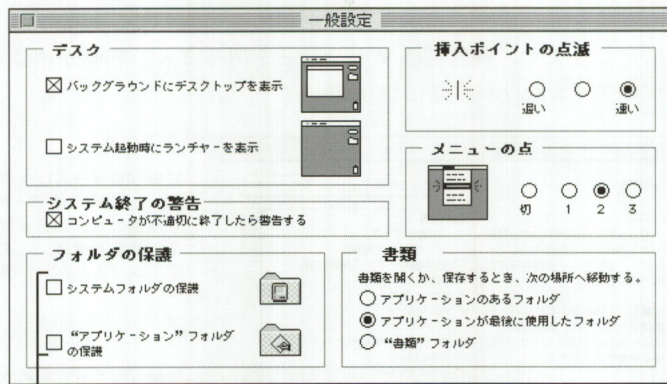 一般設定
デスク
バックグラウンドにデスクトップを表示
システム起動時にランチャーを表示
システム終了の警告
コンピュータが不適切に終了したら警告する
フォルダの保護
システムフォルダの保護
“アプリケーション”フォルダ
の保護
挿入ポイントの点滅
遅い
速い
メニューの点
切 1 2 3
書類
書類を開くか、保存するとき、次の場所へ移動する。
アプリケーションのあるフォルダ
アプリケーションが最後に使用したフォルダ
“書類”フォルダ